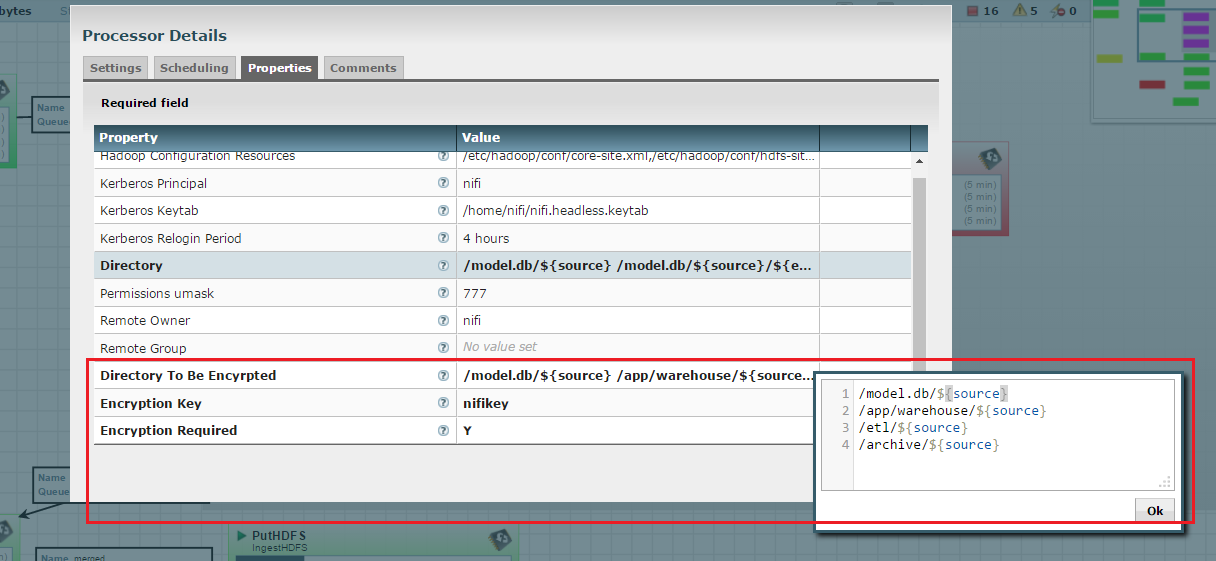 bytes
16 5 0
Processor Details
Settings Scheduling Properties Comments
Required field
Name
Queue
Property Value
Hadoop Configuration Resources /etc/hadoop/conf/core-site.xml,/etc/hadoop/conf/hdfs-sit...
Kerberos Principal nifi
(5 min)
Kerberos Keytab /home/nifi/nifi.headless.keytab
(5 min)
(5 min)
(5 min)
Kerberos Relogin Period 4 hours
Directory /model.db/${source} /model.db/${source}/${e...
Permissions umask 777
Remote Owner nifi
Remote Group No value set
Directory To Be Encyrpted /model.db/${source} /app/warehouse/${source...
Encryption Key nifikey
Encryption Required Y
1 /model.db/${source}
2 /app/warehouse/${source}
3 /etl/${source}
4 /archive/${source}
Ok
Name
Queue
PutHDFS
IngestHDFS
Name merged